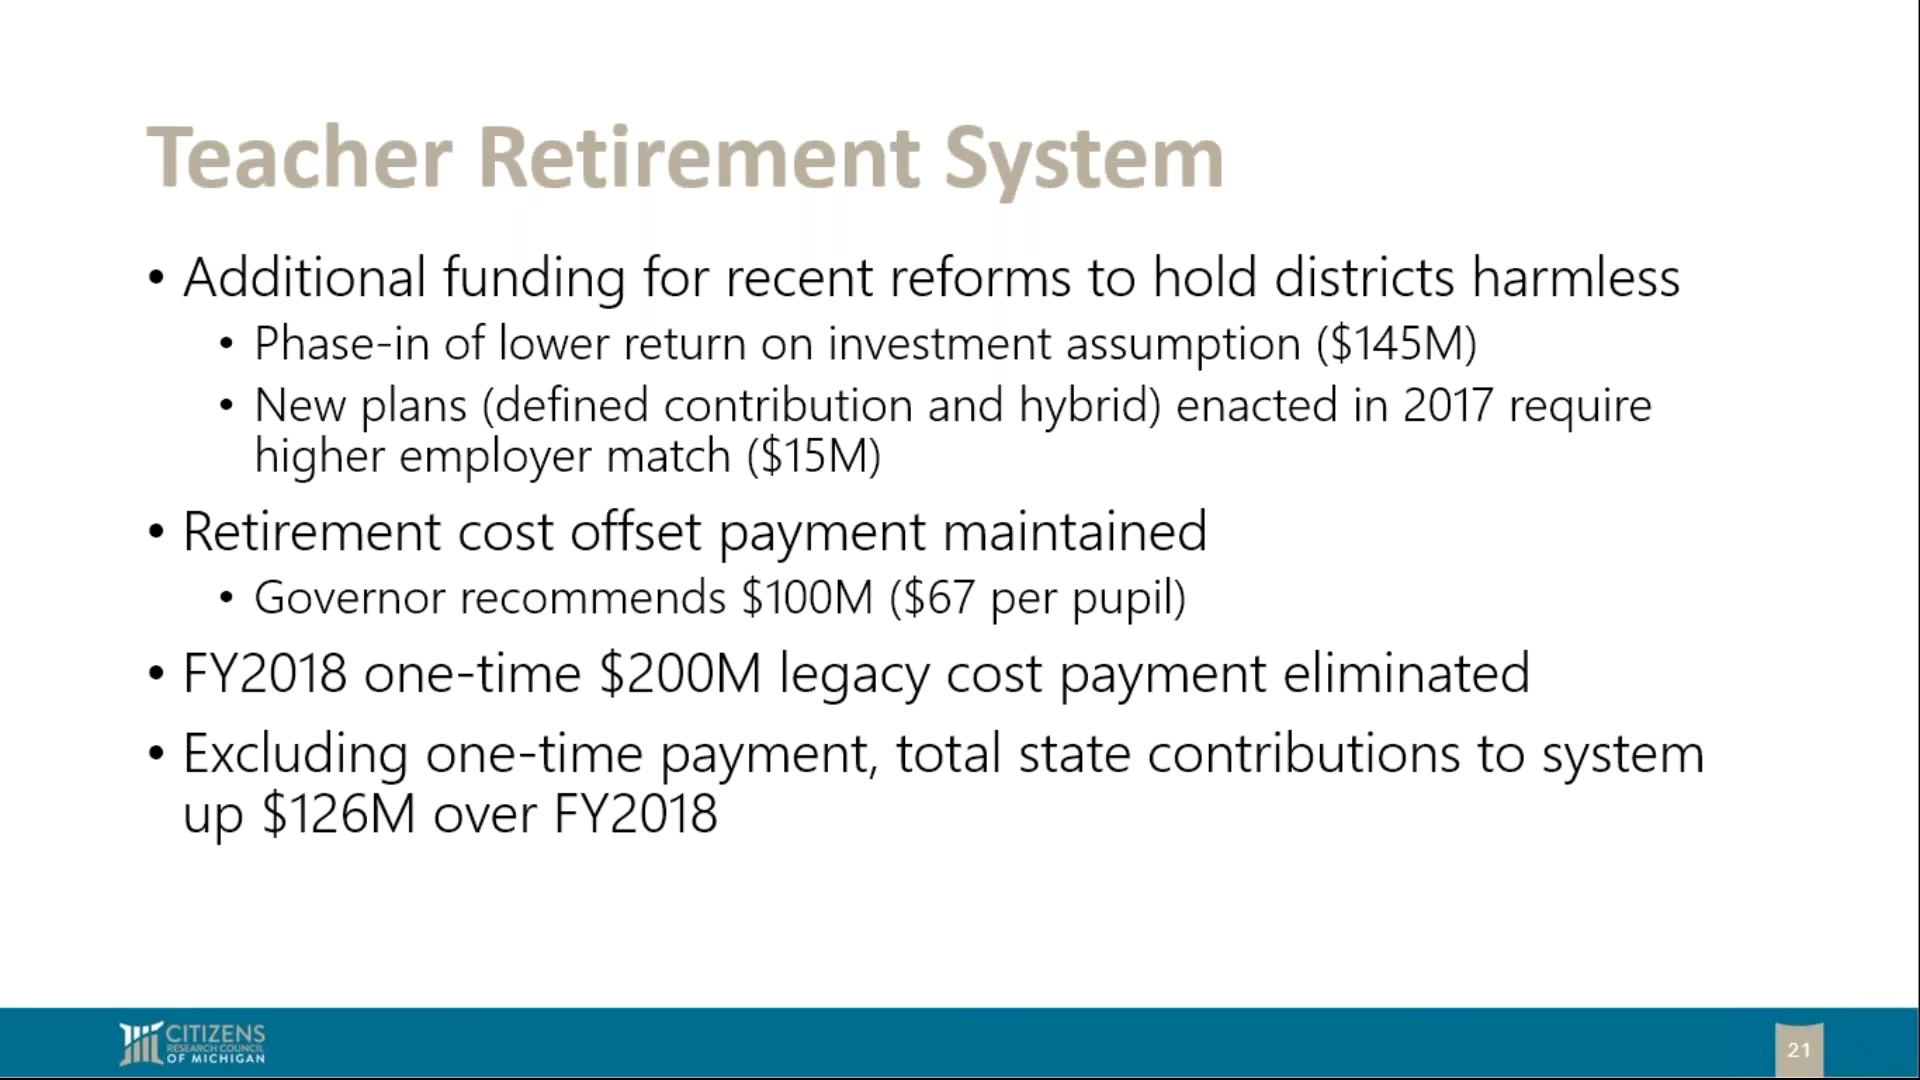 Teacher Retirement System
• Additional funding for recent reforms to hold districts harmless
• Phase-in of lower return on investment assumption ($145M)
• New plans (defined contribution and hybrid) enacted in 2017 require
higher employer match ($15M)
• Retirement cost offset payment maintained
• Governor recommends $100M ($67 per pupil)
• FY2018 one-time $200M legacy cost payment eliminated
• Excluding one-time payment, total state contributions to system
up $126M over FY2018
CITIZENS
RESEARCH COUNCIL
OF MICHIGAN
21